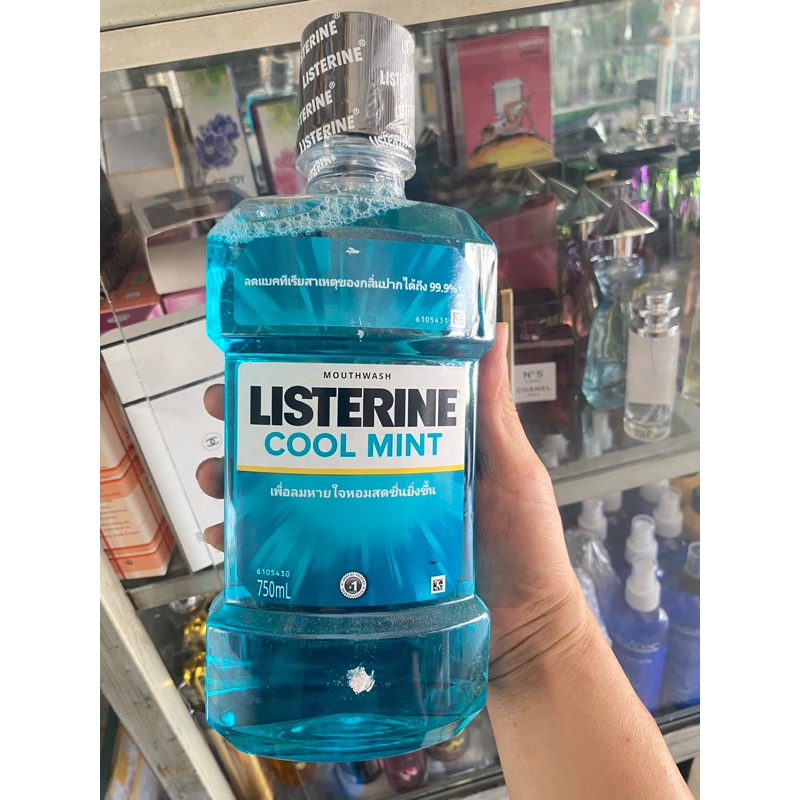 LISTERINE®
LISTERINE®
LISTERINE
LISTERINE®
ลดแบคทีเรียสาเหตุของกลิ่นปากได้ถึง 99.9%
6105431
MOUTHWASH
LISTERINE
COOL MINT
เพื่อลมหายใจหอมสดชื่นยิ่งขึ้น
6105430
750mL
#1
N°5
CHANEL